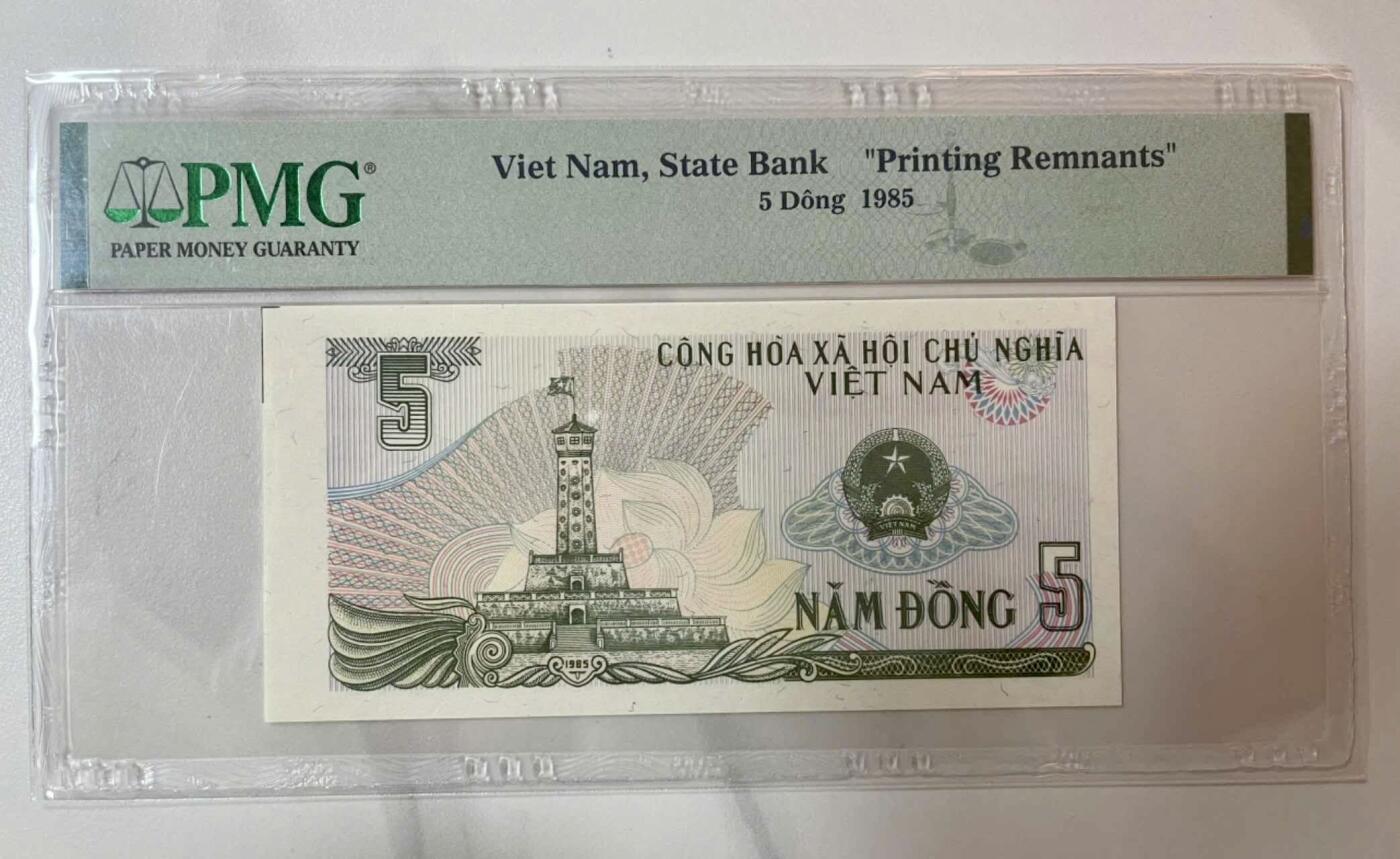 PMG®
PAPER MONEY GUARANTY
Viet Nam, State Bank "Printing Remnants"
5 Dông 1985
5
CỘNG HÒA XÃ HỘI CHỦ NGHĨA
VIỆT NAM
VIỆT NAM
NĂM ĐỒNG 5
1985